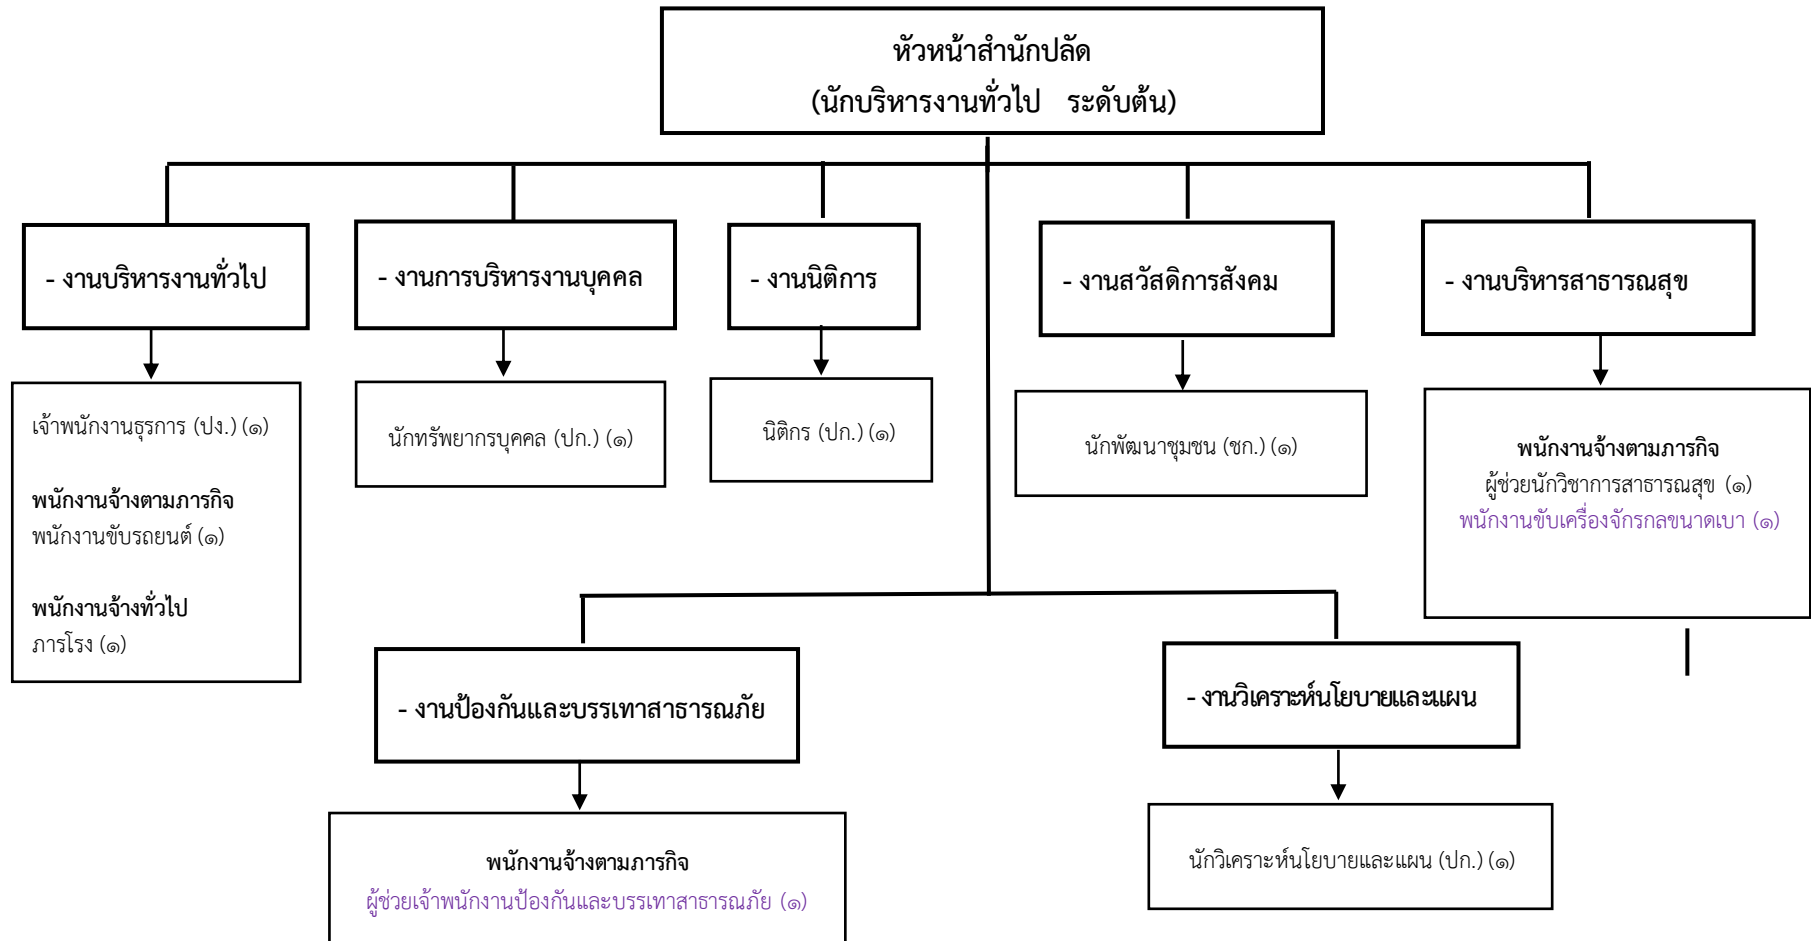 หัวหน้าสำนักปลัด
(นักบริหารงานทั่วไป ระดับต้น)
- งานบริหารงานทั่วไป
- งานการบริหารงานบุคคล
- งานนิติการ
- งานสวัสดิการสังคม
- งานบริหารสาธารณสุข
เจ้าพนักงานธุรการ (ปง.) (๑)
พนักงานจ้างตามภารกิจ
พนักงานขับรถยนต์ (๑)
พนักงานจ้างทั่วไป
ภารโรง (๑)
นักทรัพยากรบุคคล (ปก.) (๑)
นิติกร (ปก.) (๑)
นักพัฒนาชุมชน (ชก.) (๑)
พนักงานจ้างตามภารกิจ
ผู้ช่วยนักวิชาการสาธารณสุข (๑)
พนักงานขับเครื่องจักรกลขนาดเบา (๑)
- งานป้องกันและบรรเทาสาธารณภัย
- งานวิเคราะห์นโยบายและแผน
พนักงานจ้างตามภารกิจ
ผู้ช่วยเจ้าพนักงานป้องกันและบรรเทาสาธารณภัย (๑)
นักวิเคราะห์นโยบายและแผน (ปก.) (๑)